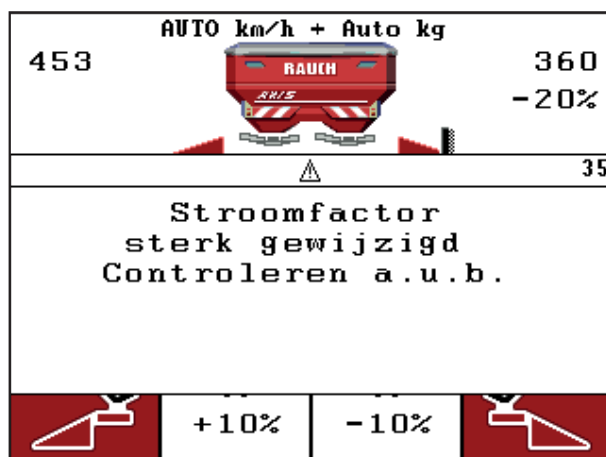 AUTO km/h + Auto kg
453
360
RAUCH
-20%
AXIS
35
Stroomfactor
sterk gewijzigd
Controleren a.u.b.
+10%
-10%